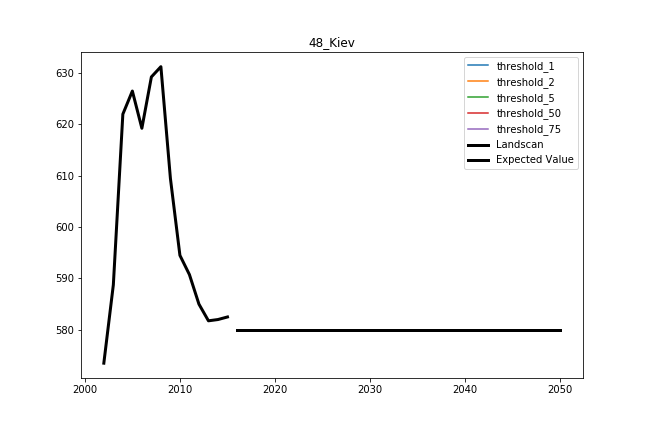 48_Kiev
630
620
610
600
590
580
2000
2010
2020
2030
2040
2050
threshold_1
threshold_2
threshold_5
threshold_50
threshold_75
Landscan
Expected Value